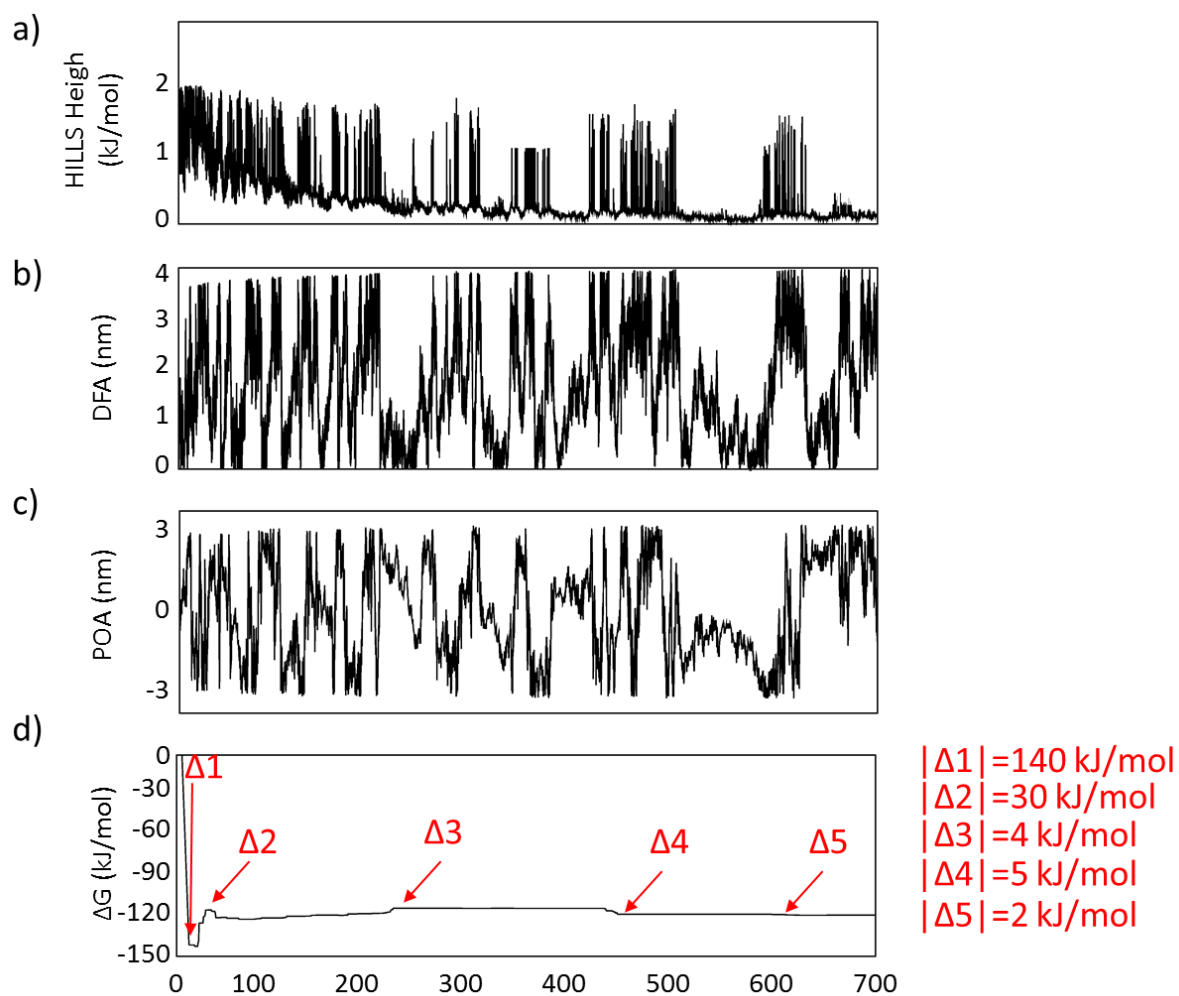 a)
HILLS Heigh
(kJ/mol)
2
1
0
b)
DFA (nm)
4
3
2
1
0
c)
POA (nm)
3
0
-3
d)
ΔG (kJ/mol)
0
-30
-60
-90
-120
-150
Δ1
Δ2
Δ3
Δ4
Δ5
|Δ1|=140 kJ/mol
|Δ2|=30 kJ/mol
|Δ3|=4 kJ/mol
|Δ4|=5 kJ/mol
|Δ5|=2 kJ/mol
0 100 200 300 400 500 600 700